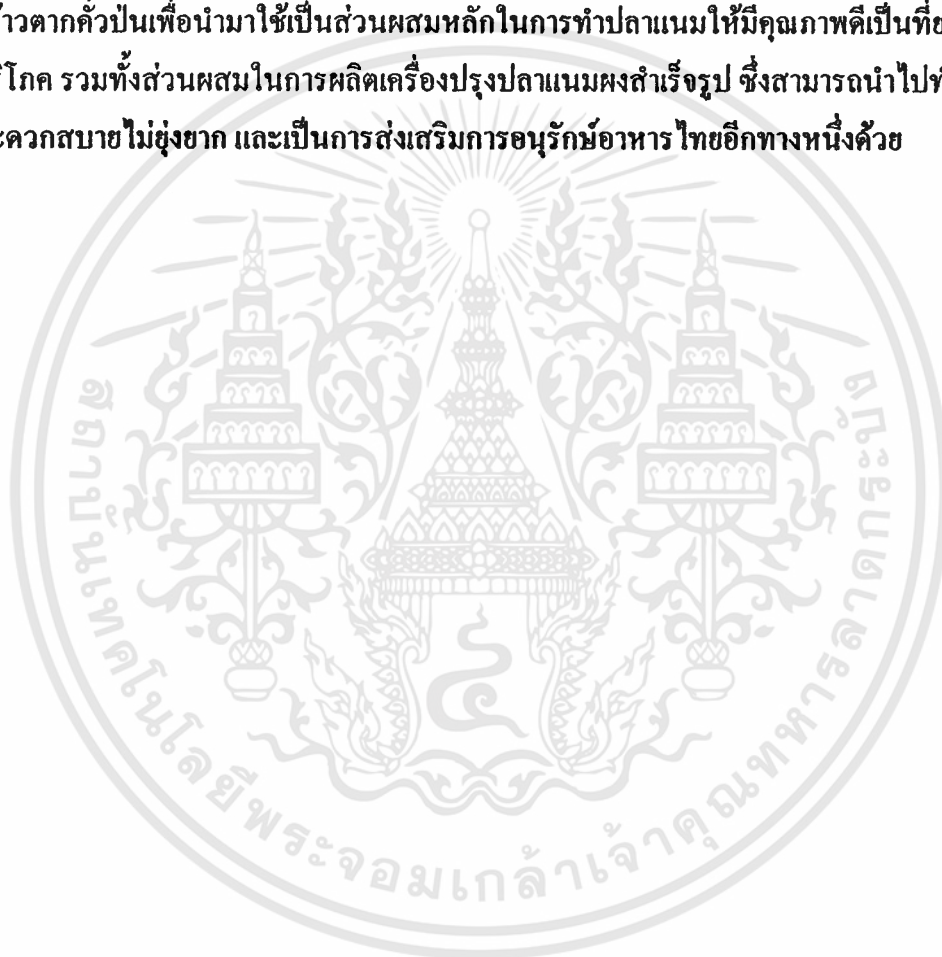 าวตากคั่วป่นเพื่อนำมาใช้เป็นส่วนผสมหลักในการทำปลาแนมให้มีคุณภาพดีเป็นที่
โภค รวมทั้งส่วนผสมในการผลิตเครื่องปรุงปลาแนมผงสำเร็จรูป ซึ่งสามารถนำไป
ะดวกสบายไม่ยุ่งยาก และเป็นการส่งเสริมการอนุรักษ์อาหารไทยอีกทางหนึ่งด้วย
สถาบันเทคโนโลยีพระจอมเกล้าเจ้าคุณทหารลาดกระบัง